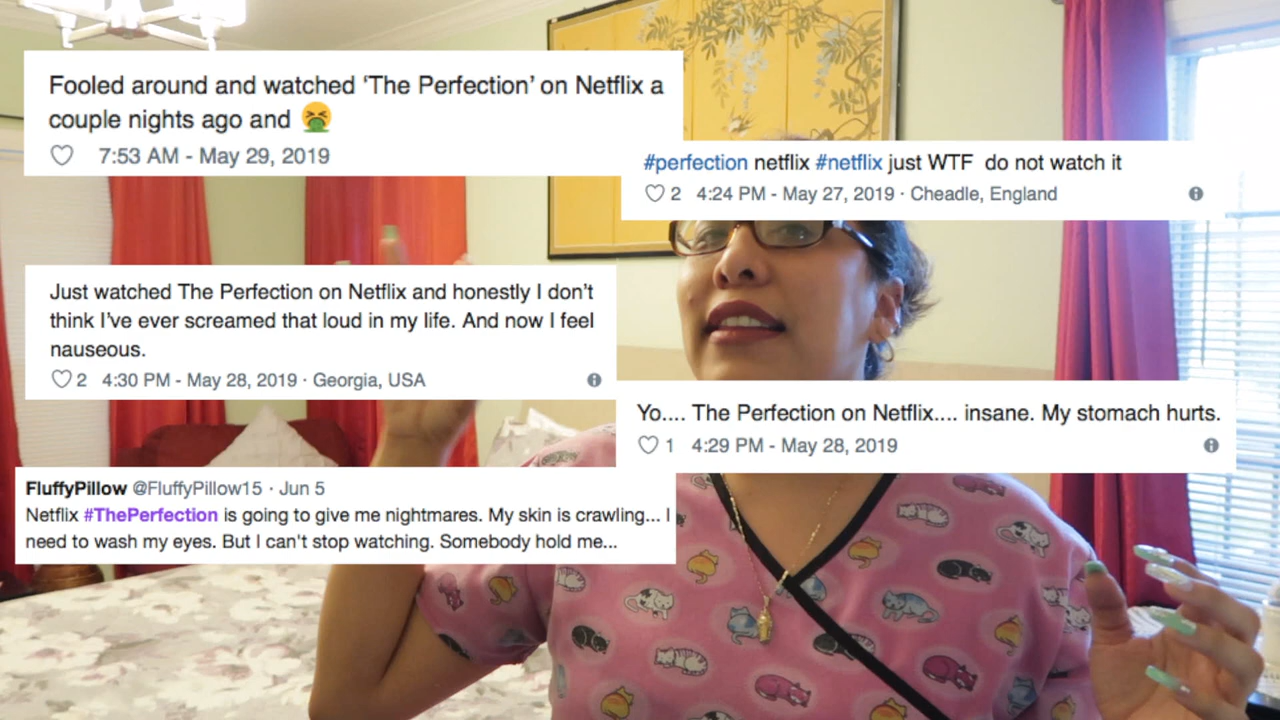 Fooled around and watched ‘The Perfection’ on Netflix a
couple nights ago and 🤮
7:53 AM - May 29, 2019
#perfection netflix #netflix just WTF do not watch it
2 4:24 PM - May 27, 2019 · Cheadle, England
Just watched The Perfection on Netflix and honestly I don’t
think I’ve ever screamed that loud in my life. And now I feel
nauseous.
2 4:30 PM - May 28, 2019 · Georgia, USA
Yo.... The Perfection on Netflix.... insane. My stomach hurts.
1 4:29 PM - May 28, 2019
FluffyPillow @FluffyPillow15 · Jun 5
Netflix #ThePerfection is going to give me nightmares. My skin is crawling... I
need to wash my eyes. But I can't stop watching. Somebody hold me...